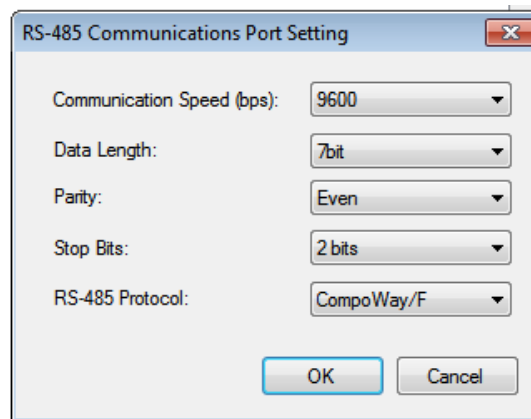 RS-485 Communications Port Setting
Communication Speed (bps): 9600
Data Length: 7bit
Parity: Even
Stop Bits: 2 bits
RS-485 Protocol: CompoWay/F
OK Cancel